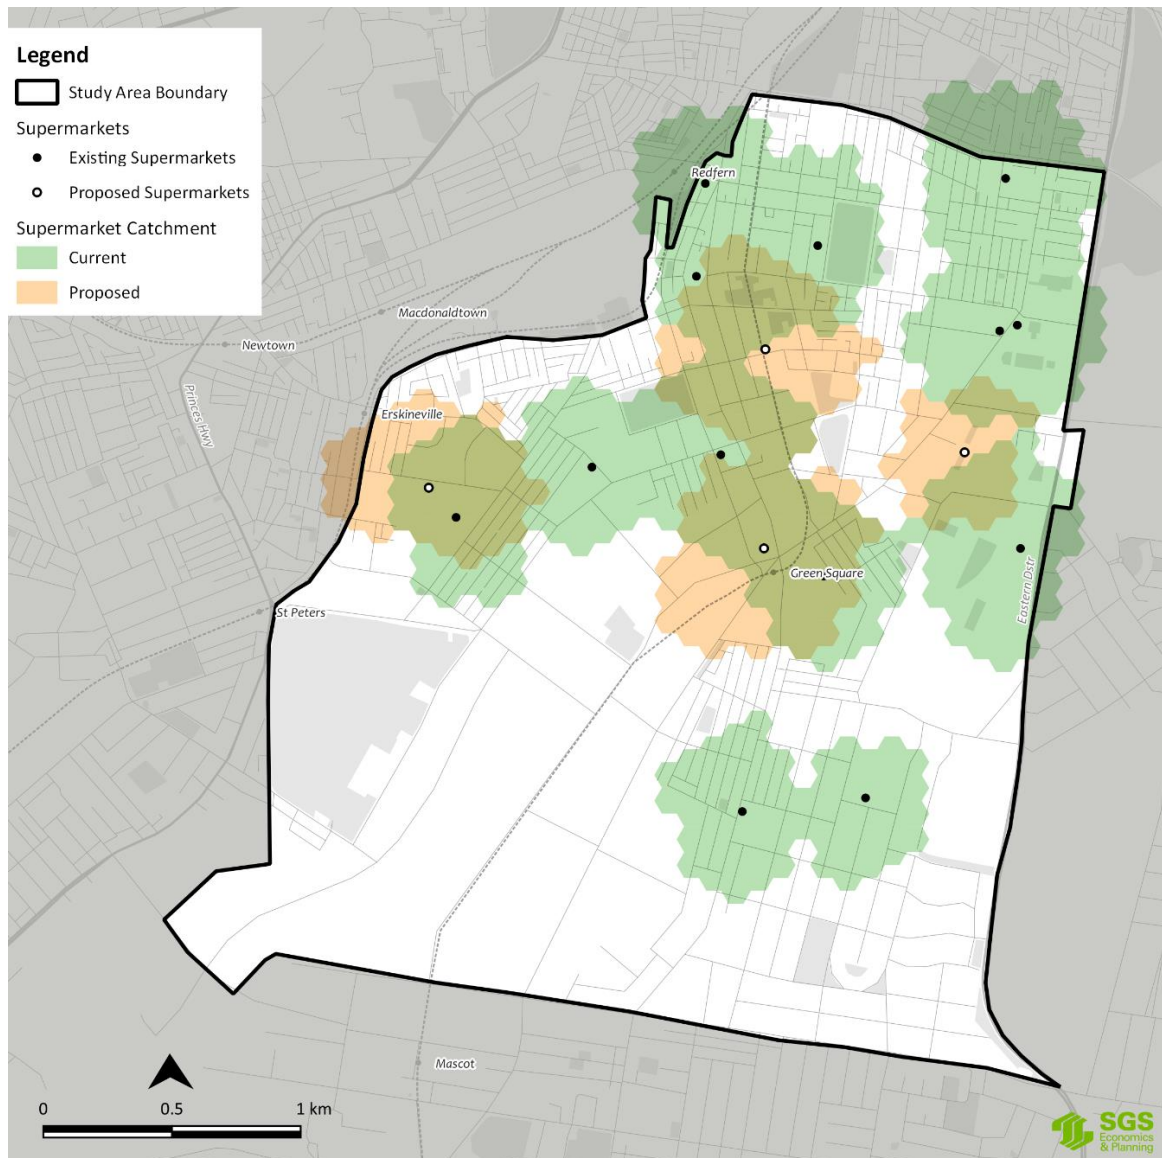 Legend
Study Area Boundary
Supermarkets
Existing Supermarkets
Proposed Supermarkets
Supermarket Catchment
Current
Proposed
Redfern
Macdonaldtown
Newtown
Princes Hwy
Erskineville
Green Square
Eastern Dstr
St Peters
Mascot
0 0.5 1 km
SGS
Economics
& Planning